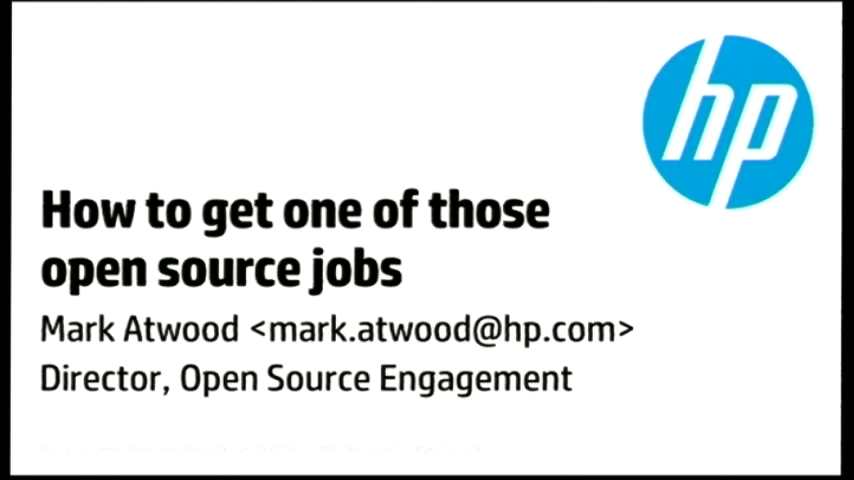 hp
How to get one of those
open source jobs
Mark Atwood <mark.atwood@hp.com>
Director, Open Source Engagement